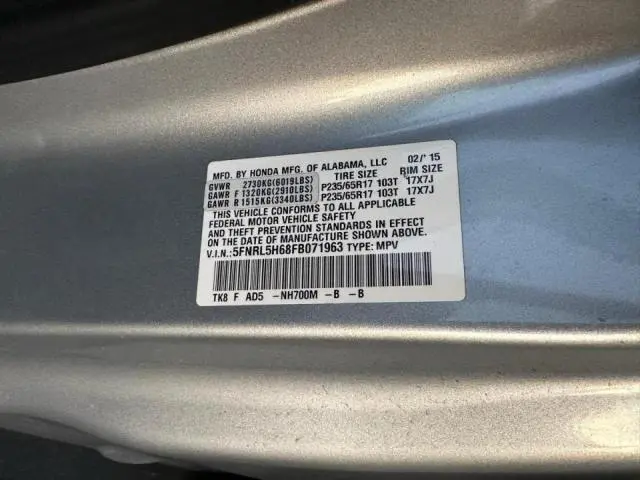 MFD. BY HONDA MFG. OF ALABAMA, LLC 02/'15
GVWR 2730KG(6019LBS) TIRE SIZE RIM SIZE
GAWR F 1320KG(2910LBS) P235/65R17 103T 17X7J
GAWR R 1515KG(3340LBS) P235/65R17 103T 17X7J
THIS VEHICLE CONFORMS TO ALL APPLICABLE
FEDERAL MOTOR VEHICLE SAFETY
AND THEFT PREVENTION STANDARDS IN EFFECT
ON THE DATE OF MANUFACTURE SHOWN ABOVE.
V.I.N.: 5FNRL5H68FB071963 TYPE: MPV
TK8 F AD5 -NH700M -B -B